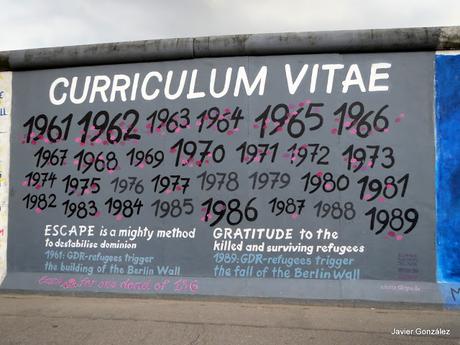 CURRICULUM VITAE
1961 1962 1963 1964 1965 1966
1967 1968 1969 1970 1971 1972 1973
1974 1975 1976 1977 1978 1979 1980 1981
1982 1983 1984 1985 1986 1987 1988 1989
ESCAPE is a mighty method
to destabilise dominion
1961: GDR-refugees trigger
the building of the Berlin Wall
GRATITUDE to the
killed and surviving refugees
1989: GDR-refugees trigger
the fall of the Berlin Wall
Javier González